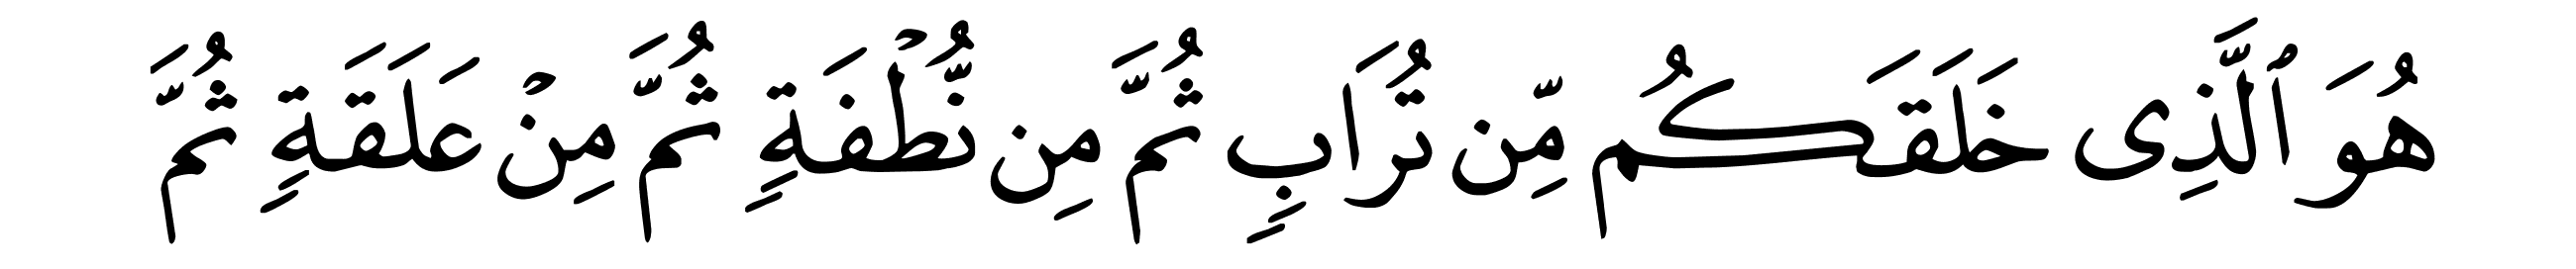 هُوَ ٱلَّذِى خَلَقَكُم مِّن تُرَابٍ ثُمَّ مِن نُّطْفَةٍ ثُمَّ مِنْ عَلَقَةٍ ثُمَّ